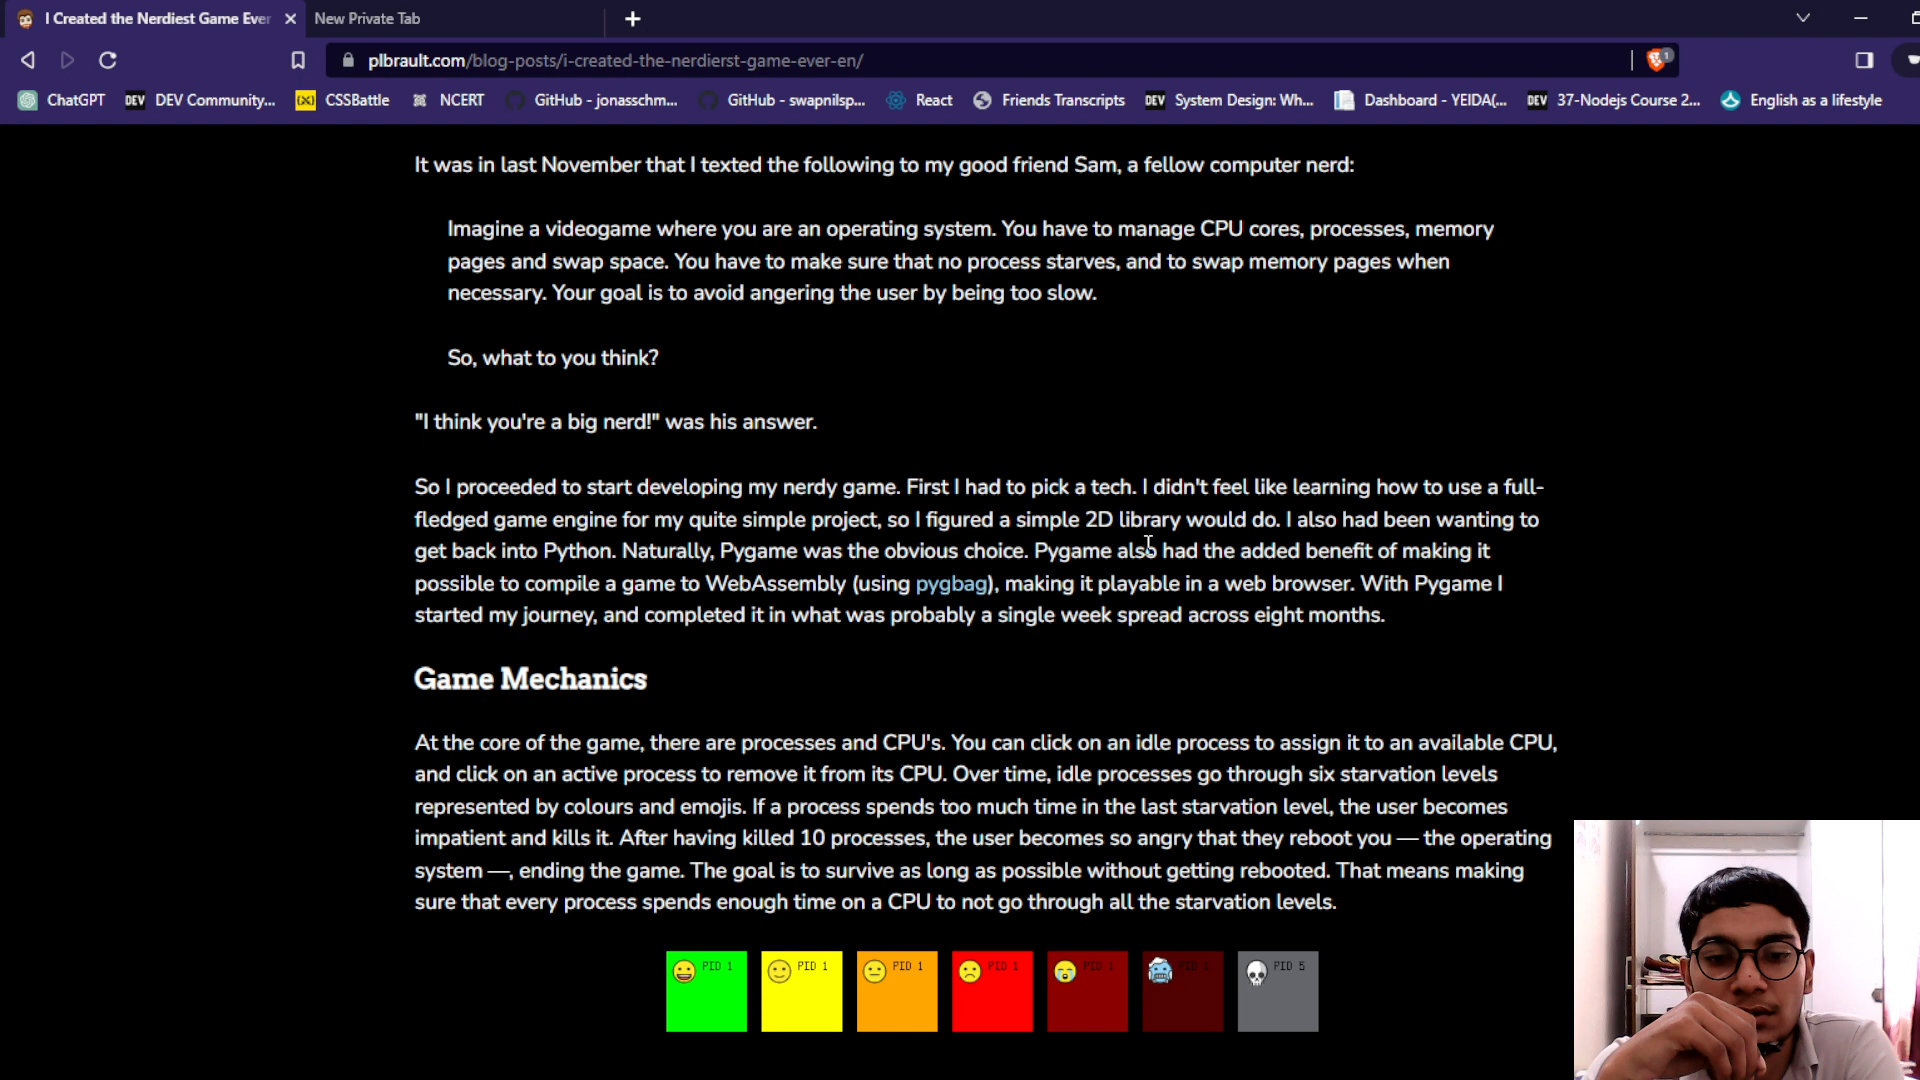 I Created the Nerdiest Game Ever
New Private Tab
plbrault.com/blog-posts/i-created-the-nerdierst-game-ever-en/
1
ChatGPT
DEV DEV Community...
CSSBattle
NCERT
GitHub - jonasschm...
GitHub - swapnilsp...
React
Friends Transcripts
DEV System Design: Wh...
Dashboard - YEIDA(...
DEV 37-Nodejs Course 2...
English as a lifestyle
It was in last November that I texted the following to my good friend Sam, a fellow computer nerd:
Imagine a videogame where you are an operating system. You have to manage CPU cores, processes, memory
pages and swap space. You have to make sure that no process starves, and to swap memory pages when
necessary. Your goal is to avoid angering the user by being too slow.
So, what to you think?
"I think you're a big nerd!" was his answer.
So I proceeded to start developing my nerdy game. First I had to pick a tech. I didn't feel like learning how to use a full-
fledged game engine for my quite simple project, so I figured a simple 2D library would do. I also had been wanting to
get back into Python. Naturally, Pygame was the obvious choice. Pygame also had the added benefit of making it
possible to compile a game to WebAssembly (using pygbag), making it playable in a web browser. With Pygame I
started my journey, and completed it in what was probably a single week spread across eight months.
Game Mechanics
At the core of the game, there are processes and CPU's. You can click on an idle process to assign it to an available CPU,
and click on an active process to remove it from its CPU. Over time, idle processes go through six starvation levels
represented by colours and emojis. If a process spends too much time in the last starvation level, the user becomes
impatient and kills it. After having killed 10 processes, the user becomes so angry that they reboot you — the operating
system —, ending the game. The goal is to survive as long as possible without getting rebooted. That means making
sure that every process spends enough time on a CPU to not go through all the starvation levels.
PID 1
PID 1
PID 1
PID 1
PID 1
PID 1
PID 5